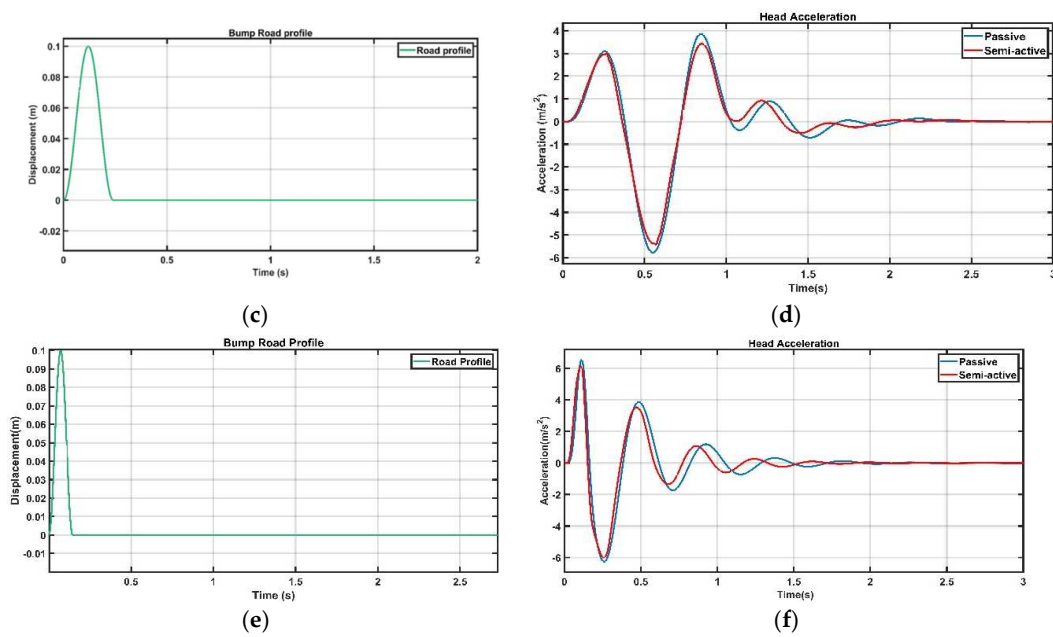 Bump Road profile
Road profile
0.1
0.08
0.06
0.04
0.02
0
-0.02
Displacement (m)
0
0.5
1
1.5
2
Time (s)
(c)
Head Acceleration
Passive
Semi-active
4
3
2
1
0
-1
-2
-3
-4
-5
-6
Acceleration (m/s²)
0
0.5
1
1.5
2
2.5
3
Time(s)
(d)
Bump Road Profile
Road Profile
0.1
0.09
0.08
0.07
0.06
0.05
0.04
0.03
0.02
0.01
0
-0.01
Displacement(m)
0.5
1
1.5
2
2.5
Time (s)
(e)
Head Acceleration
Passive
Semi-active
6
4
2
0
-2
-4
-6
Acceleration(m/s²)
0
0.5
1
1.5
2
2.5
3
Time(s)
(f)